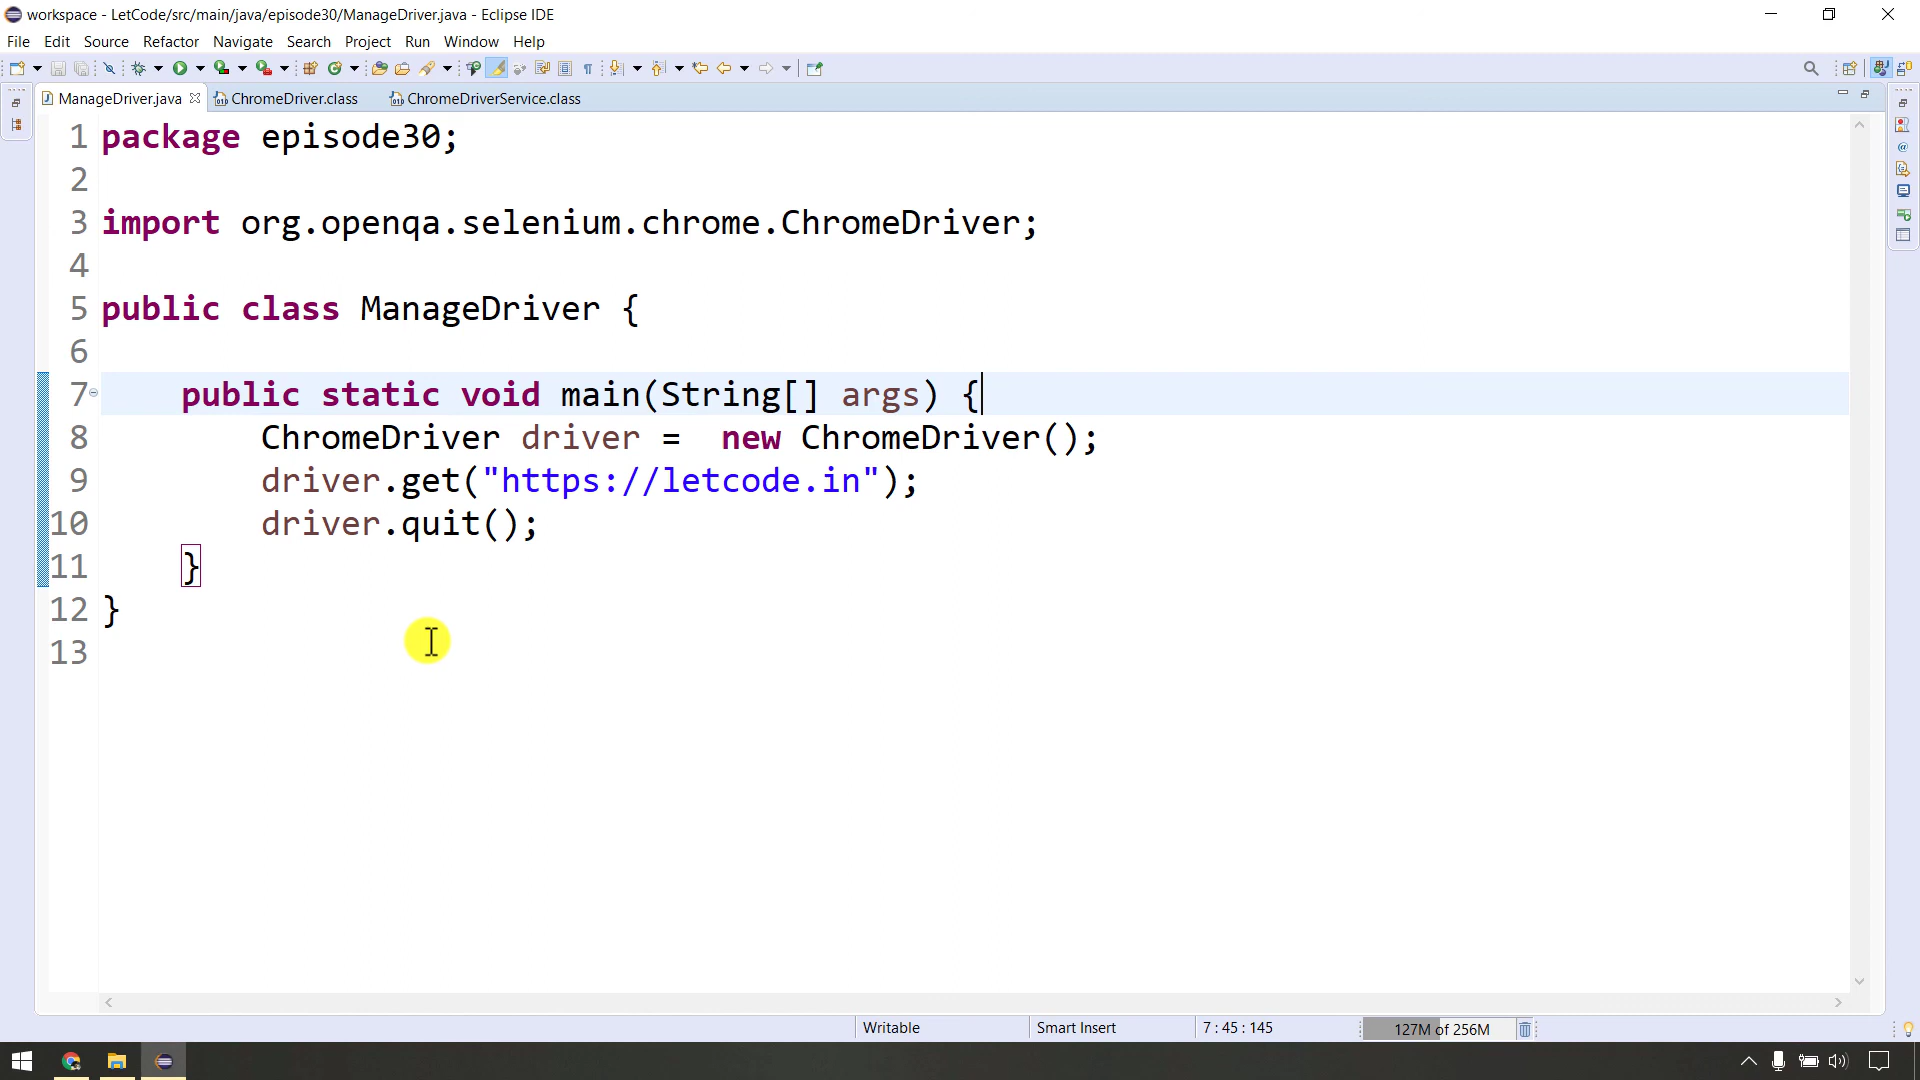 workspace - LetCode/src/main/java/episode30/ManageDriver.java - Eclipse IDE
File Edit Source Refactor Navigate Search Project Run Window Help
ManageDriver.java ChromeDriver.class ChromeDriverService.class
1 package episode30;
2
3 import org.openqa.selenium.chrome.ChromeDriver;
4
5 public class ManageDriver {
6
7 public static void main(String[] args) {
8 ChromeDriver driver = new ChromeDriver();
9 driver.get("https://letcode.in");
10 driver.quit();
11 }
12 }
13
Writable Smart Insert 7 : 45 : 145 127M of 256M